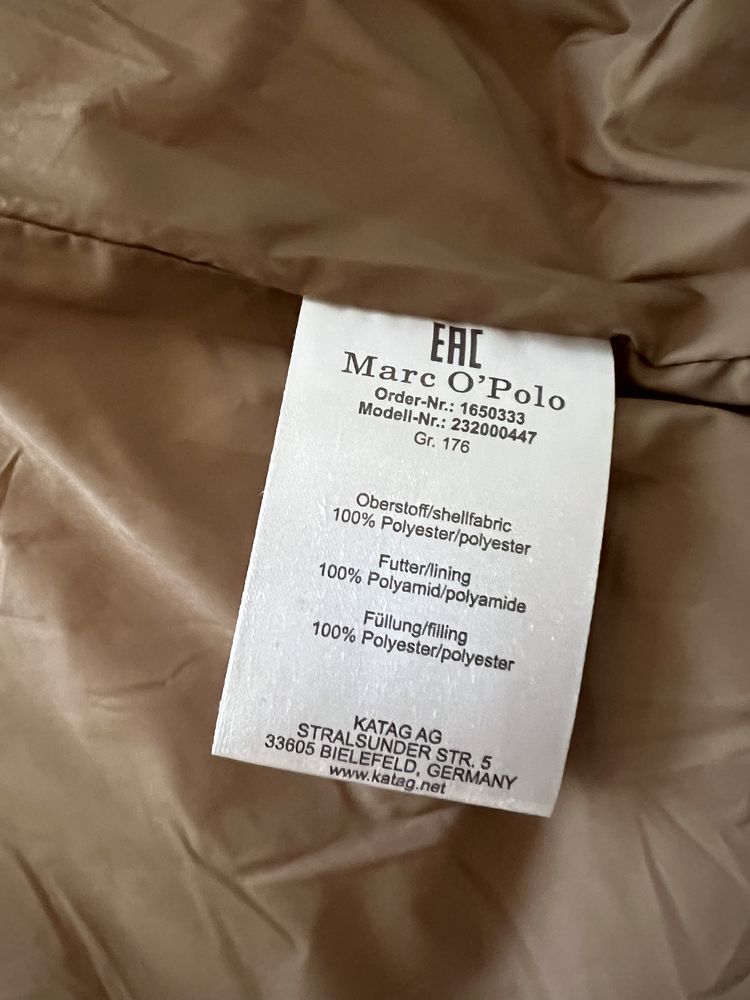 EAC
Marc O'Polo
Order-Nr.: 1650333
Modell-Nr.: 232000447
Gr. 176
Oberstoff/shellfabric
100% Polyester/polyester
Futter/lining
100% Polyamid/polyamide
Füllung/filling
100% Polyester/polyester
KATAG AG
STRALSUNDER STR. 5
33605 BIELEFELD, GERMANY
www.katag.net